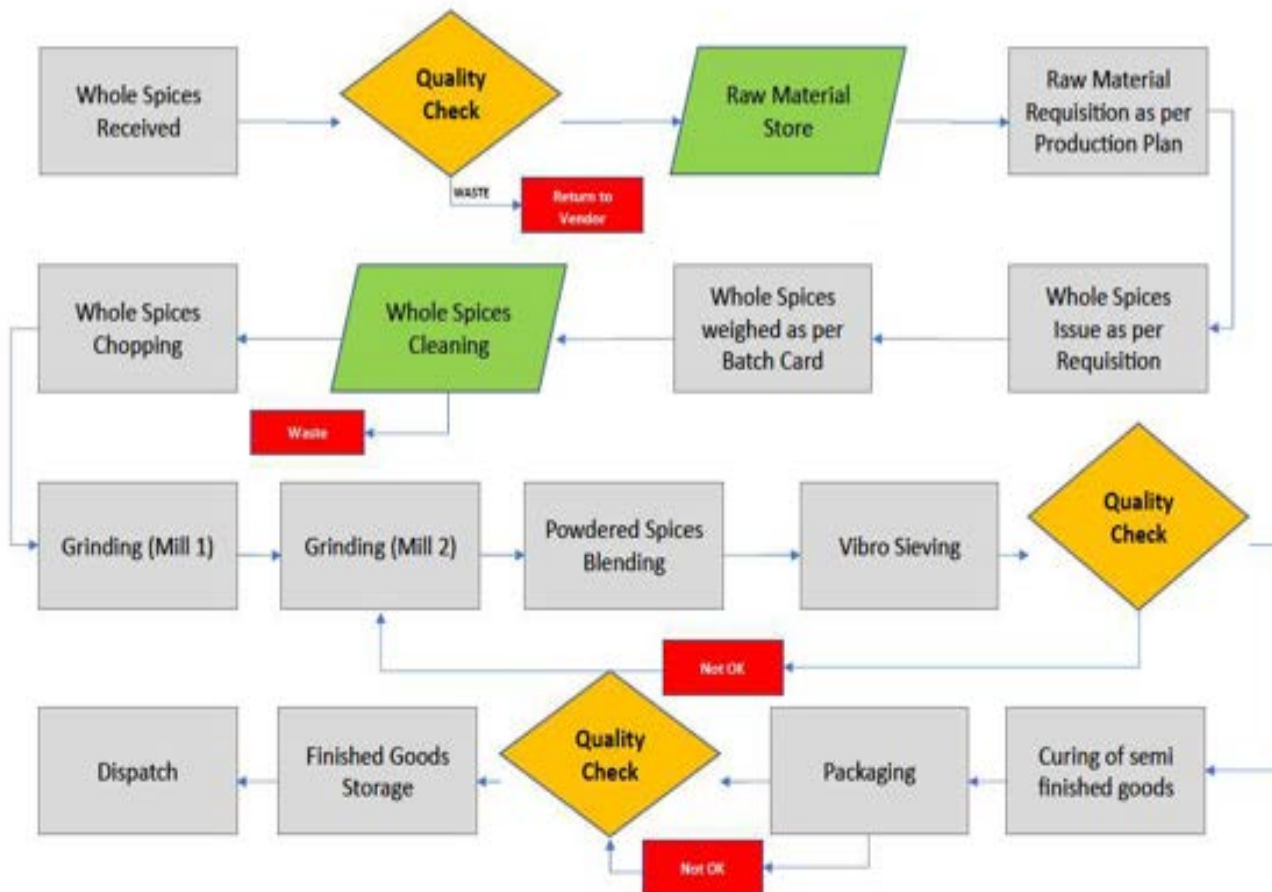 Whole Spices
Received
Quality
Check
Raw Material
Store
Raw Material
Requisition as per
Production Plan
WASTE
Return to
Vendor
Whole Spices
Chopping
Whole Spices
Cleaning
Whole Spices
weighed as per
Batch Card
Whole Spices
Issue as per
Requisition
Waste
Grinding (Mill 1)
Grinding (Mill 2)
Powdered Spices
Blending
Vibro Sieving
Quality
Check
Not OK
Dispatch
Finished Goods
Storage
Quality
Check
Packaging
Curing of semi
finished goods
Not OK